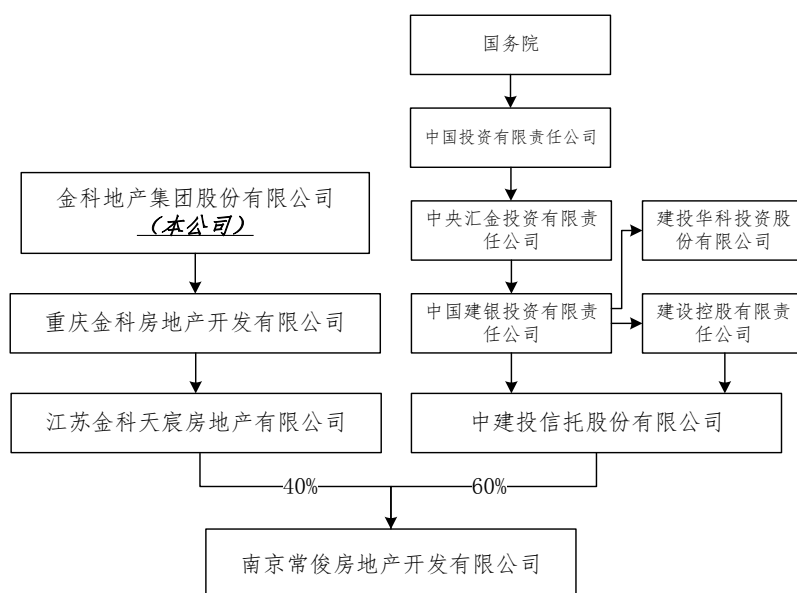 国务院
中国投资有限责任公司
金科地产集团股份有限公司
（本公司）
中央汇金投资有限责
任公司
建投华科投资股
份有限公司
重庆金科房地产开发有限公司
中国建银投资有限责
任公司
建设控股有限责
任公司
江苏金科天宸房地产有限公司
中建投信托股份有限公司
40%
60%
南京常俊房地产开发有限公司